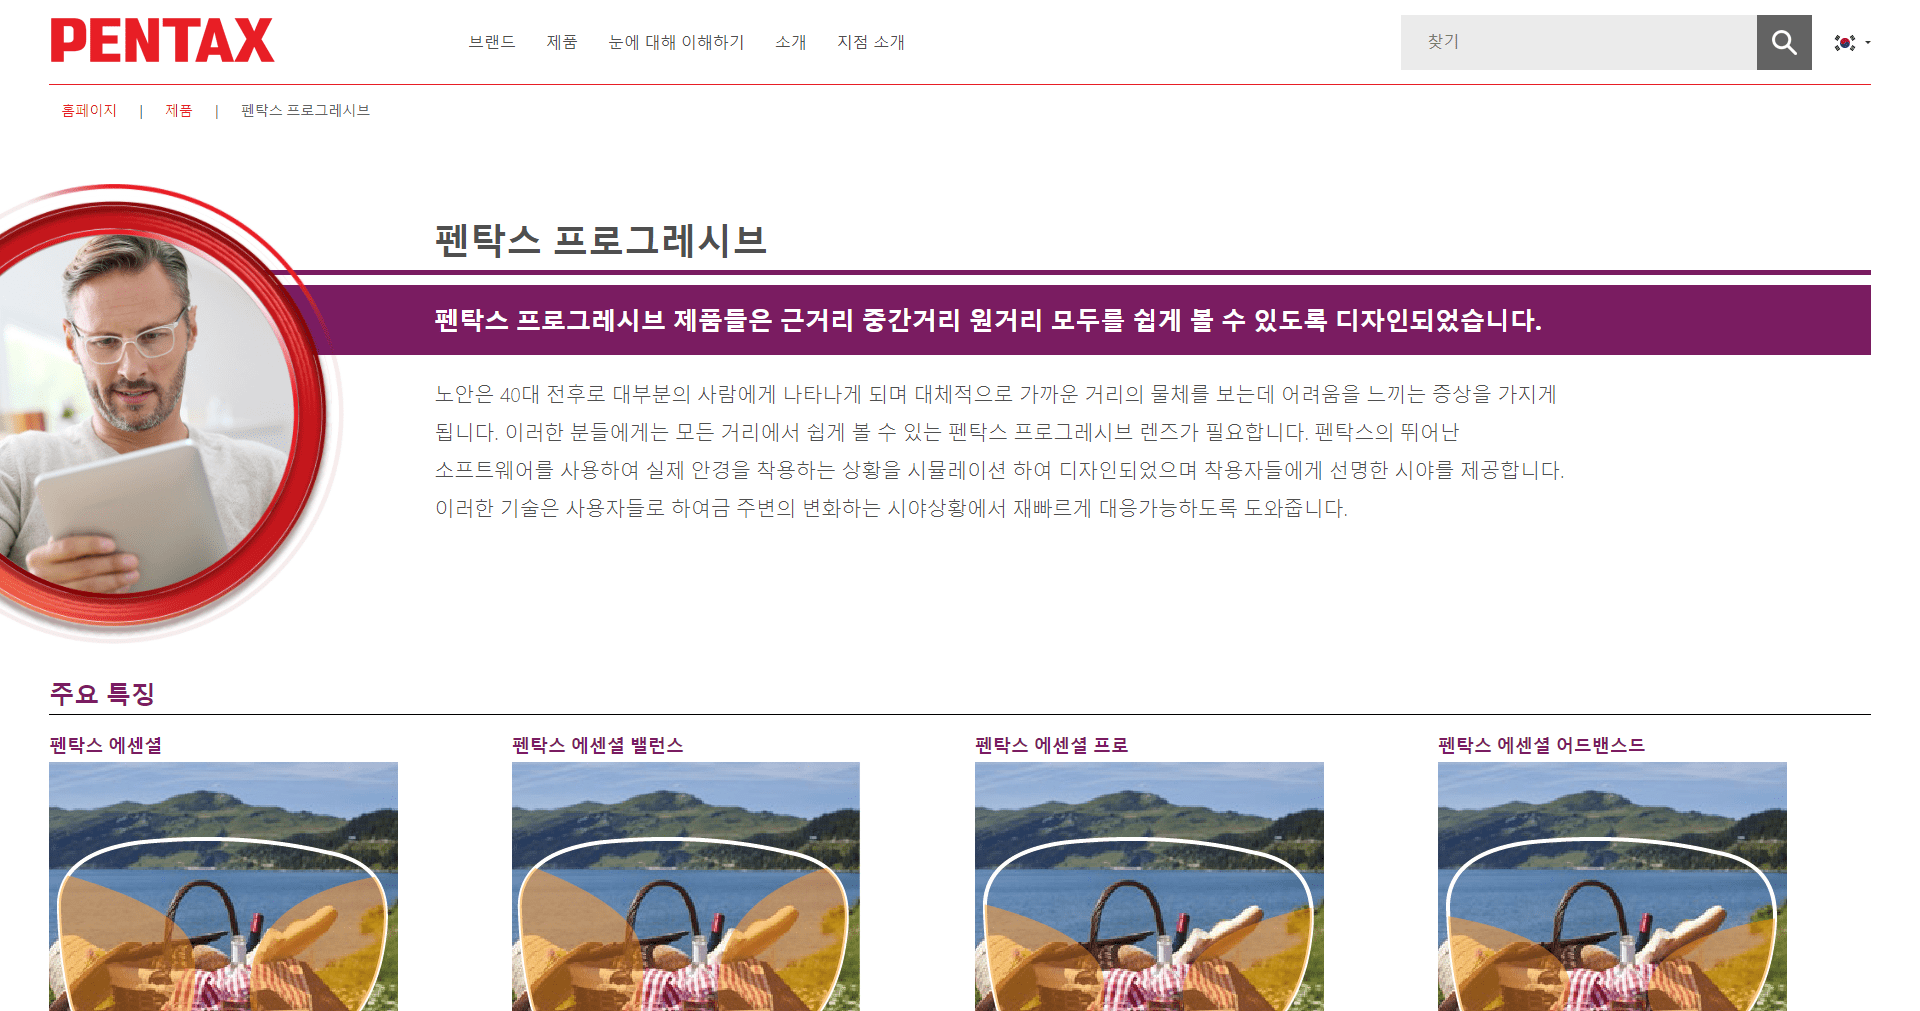 PENTAX
브랜드 제품 눈에 대해 이해하기 소개 지점 소개
찾기
홈페이지 | 제품 | 펜탁스 프로그레시브
펜탁스 프로그레시브
펜탁스 프로그레시브 제품들은 근거리 중간거리 원거리 모두를 쉽게 볼 수 있도록 디자인되었습니다.
노안은 40대 전후로 대부분의 사람에게 나타나게 되며 대체적으로 가까운 거리의 물체를 보는데 어려움을 느끼는 증상을 가지게
됩니다. 이러한 분들에게는 모든 거리에서 쉽게 볼 수 있는 펜탁스 프로그레시브 렌즈가 필요합니다. 펜탁스의 뛰어난
소프트웨어를 사용하여 실제 안경을 착용하는 상황을 시뮬레이션 하여 디자인되었으며 착용자들에게 선명한 시야를 제공합니다.
이러한 기술은 사용자들로 하여금 주변의 변화하는 시야상황에서 재빠르게 대응가능하도록 도와줍니다.
주요 특징
펜탁스 에센셜
펜탁스 에센셜 밸런스
펜탁스 에센셜 프로
펜탁스 에센셜 어드밴스드